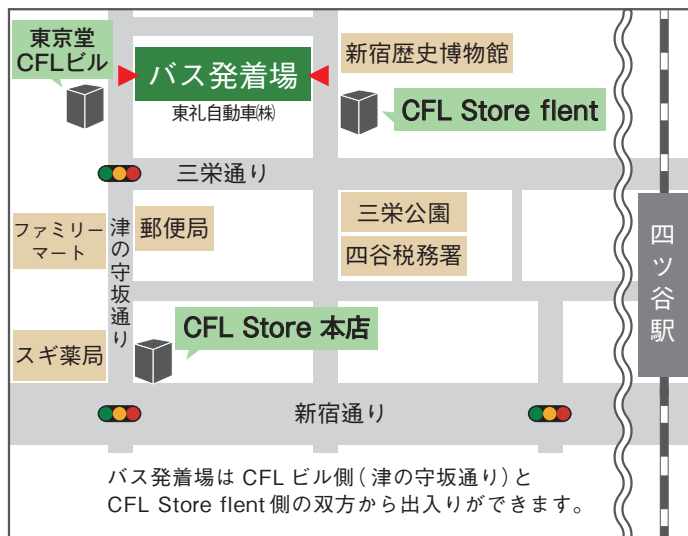 東京堂
CFLビル
バス発着場
東礼自動車㈱
新宿歴史博物館
CFL Store flent
三栄通り
ファミリー
マート
津の守坂通り
郵便局
三栄公園
四谷税務署
四ツ谷駅
CFL Store 本店
スギ薬局
新宿通り
バス発着場は CFL ビル側(津の守坂通り)と
CFL Store flent側の双方から出入りができます。